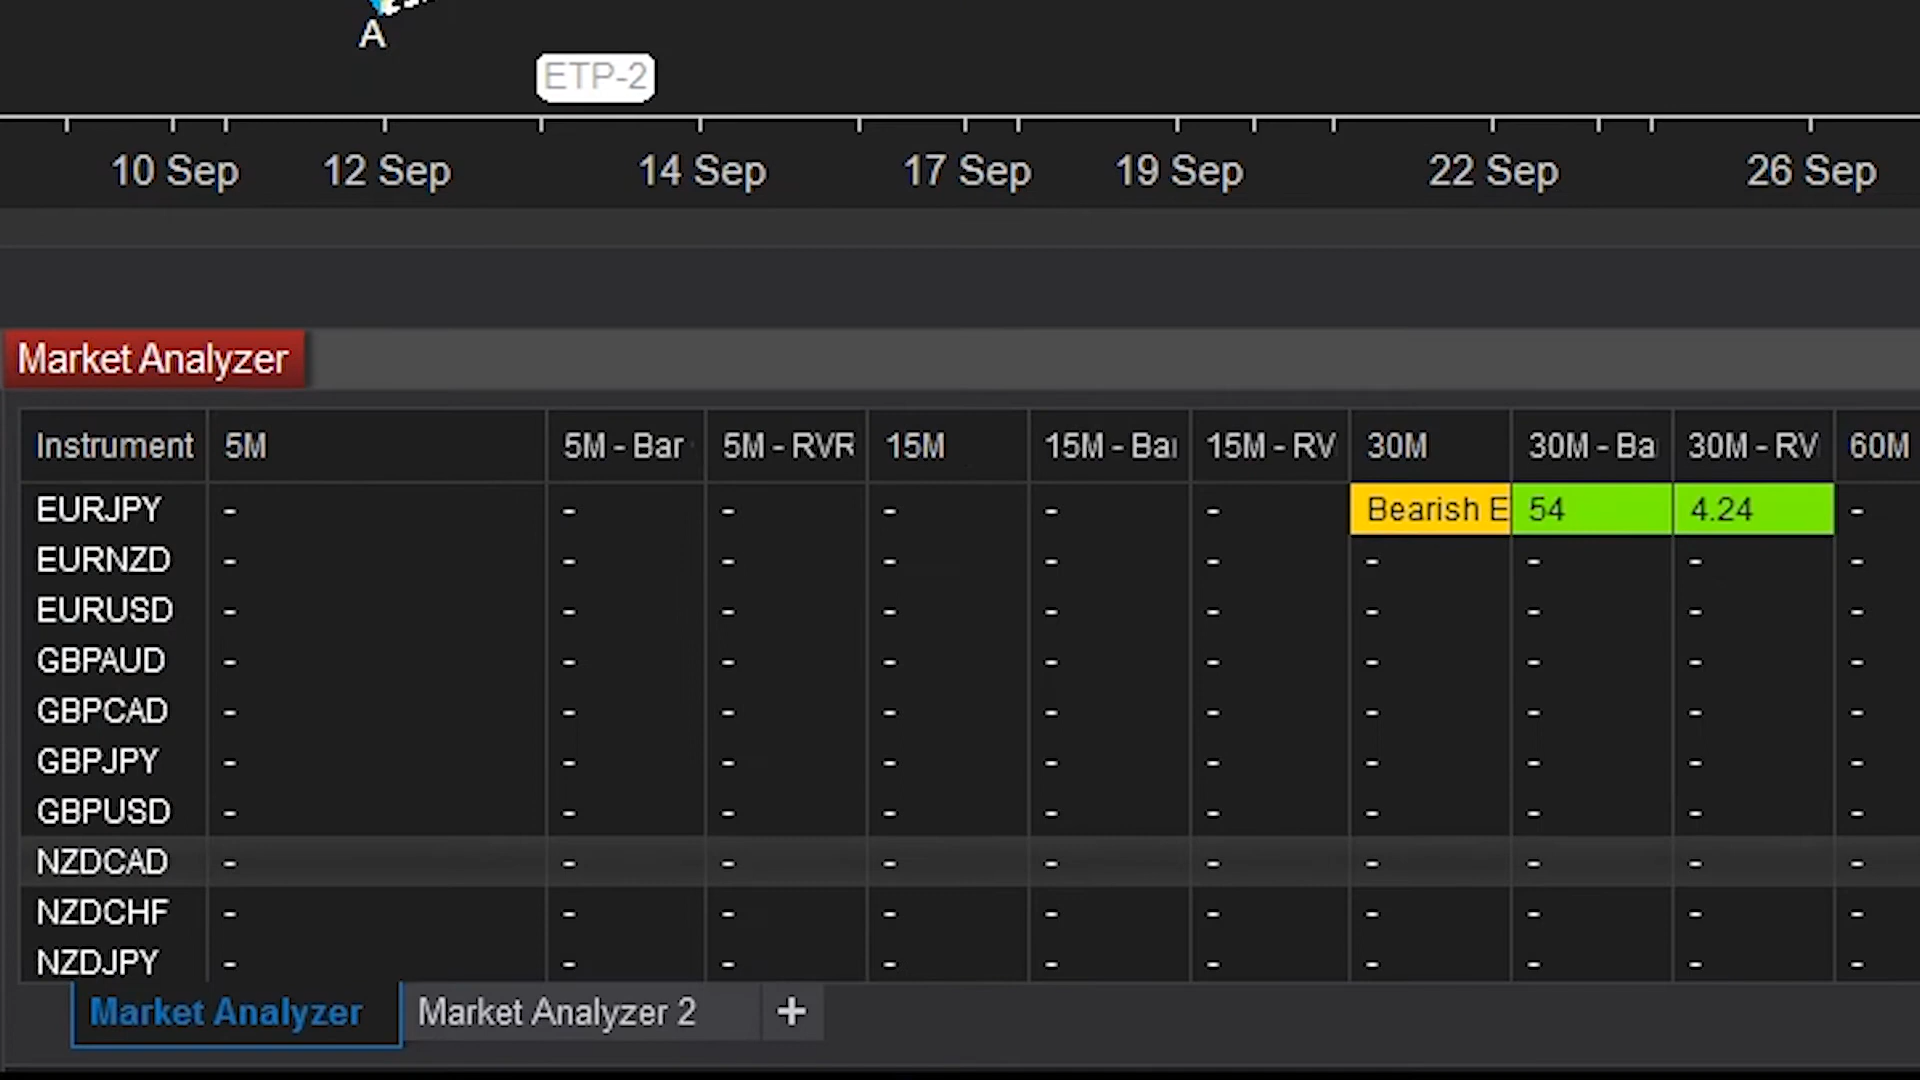 A
ETP-2
10 Sep 12 Sep 14 Sep 17 Sep 19 Sep 22 Sep 26 Sep
Market Analyzer
Instrument 5M 5M - Bar 5M - RVR 15M 15M - Bar 15M - RV 30M 30M - Ba 30M - RV 60M
EURJPY - - - - - - Bearish E 54 4.24 -
EURNZD - - - - - - - - - -
EURUSD - - - - - - - - - -
GBPAUD - - - - - - - - - -
GBPCAD - - - - - - - - - -
GBPJPY - - - - - - - - - -
GBPUSD - - - - - - - - - -
NZDCAD - - - - - - - - - -
NZDCHF - - - - - - - - - -
NZDJPY - - - - - - - - - -
Market Analyzer Market Analyzer 2 +